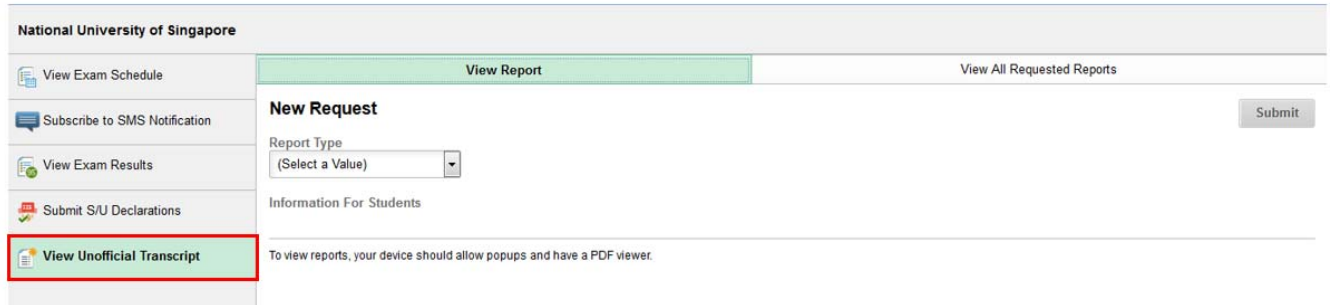 National University of Singapore
View Exam Schedule
Subscribe to SMS Notification
View Exam Results
Submit S/U Declarations
View Unofficial Transcript
View Report
View All Requested Reports
New Request
Submit
Report Type
(Select a Value)
Information For Students
To view reports, your device should allow popups and have a PDF viewer.